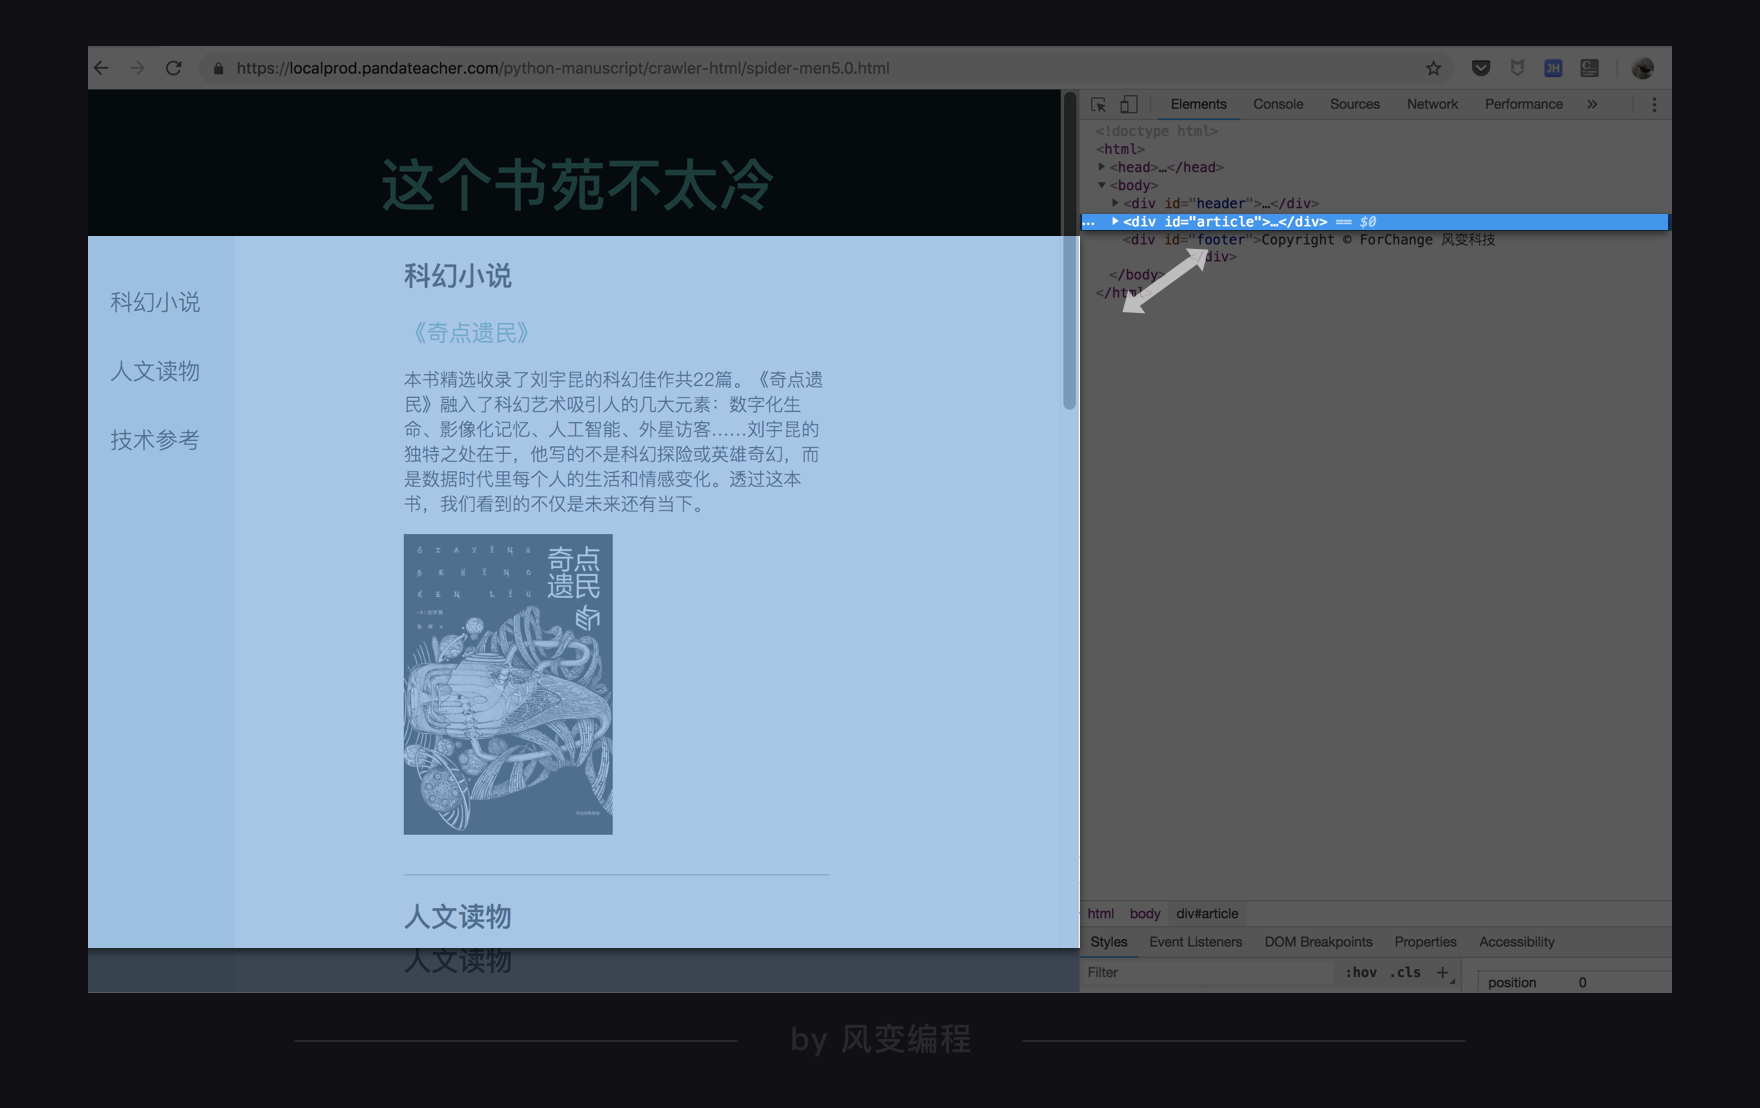 https://localprod.pandateacher.com/python-manuscript/crawler-html/spider-men5.0.html
JH
这个书苑不太冷
科幻小说
人文读物
技术参考
科幻小说
《奇点遗民》
本书精选收录了刘宇昆的科幻佳作共22篇。《奇点遗
民》融入了科幻艺术吸引人的几大元素：数字化生
命、影像化记忆、人工智能、外星访客……刘宇昆的
独特之处在于，他写的不是科幻探险或英雄奇幻，而
是数据时代里每个人的生活和情感变化。透过这本
书，我们看到的不仅是未来还有当下。
奇点
遗民
人文读物
人文读物
Elements Console Sources Network Performance »
<!doctype html>
<html>
<head>…</head>
<body>
<div id="header">…</div>
... <div id="article">…</div> == $0
<div id="footer">Copyright © ForChange 风变科技
</div>
</body>
</html>
html body div#article
Styles Event Listeners DOM Breakpoints Properties Accessibility
Filter :hov .cls +
position 0
by 风变编程